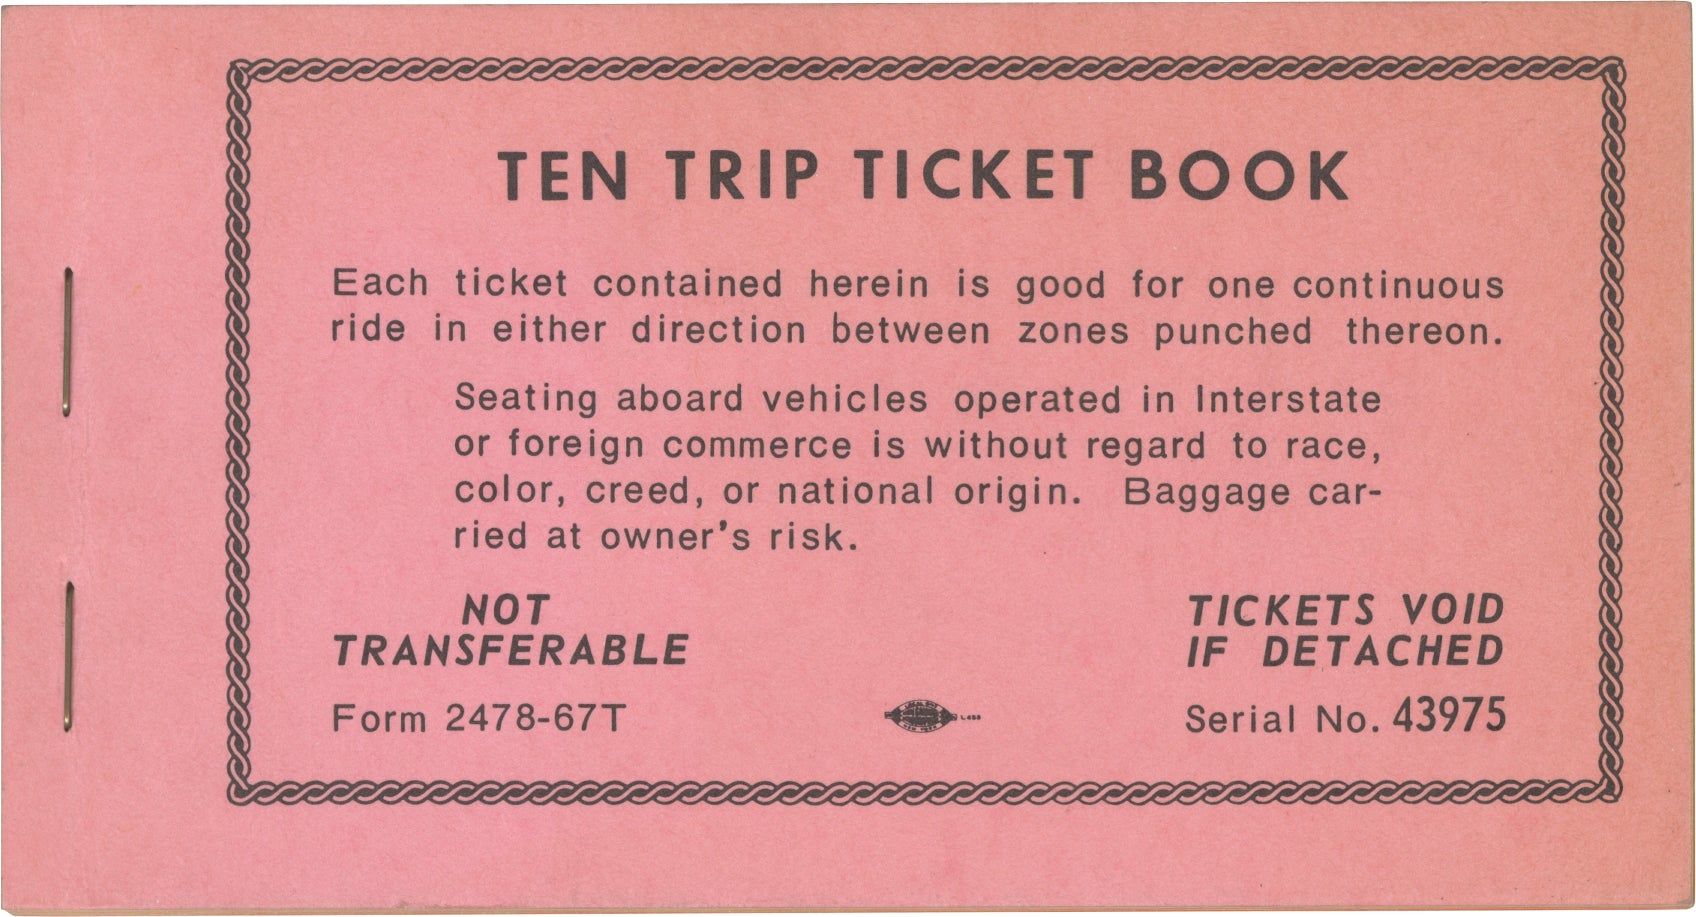 TEN TRIP TICKET BOOK
Each ticket contained herein is good for one continuous
ride in either direction between zones punched thereon.
Seating aboard vehicles operated in Interstate
or foreign commerce is without regard to race,
color, creed, or national origin. Baggage car-
ried at owner's risk.
NOT
TRANSFERABLE
TICKETS VOID
IF DETACHED
Form 2478-67T
Serial No. 43975